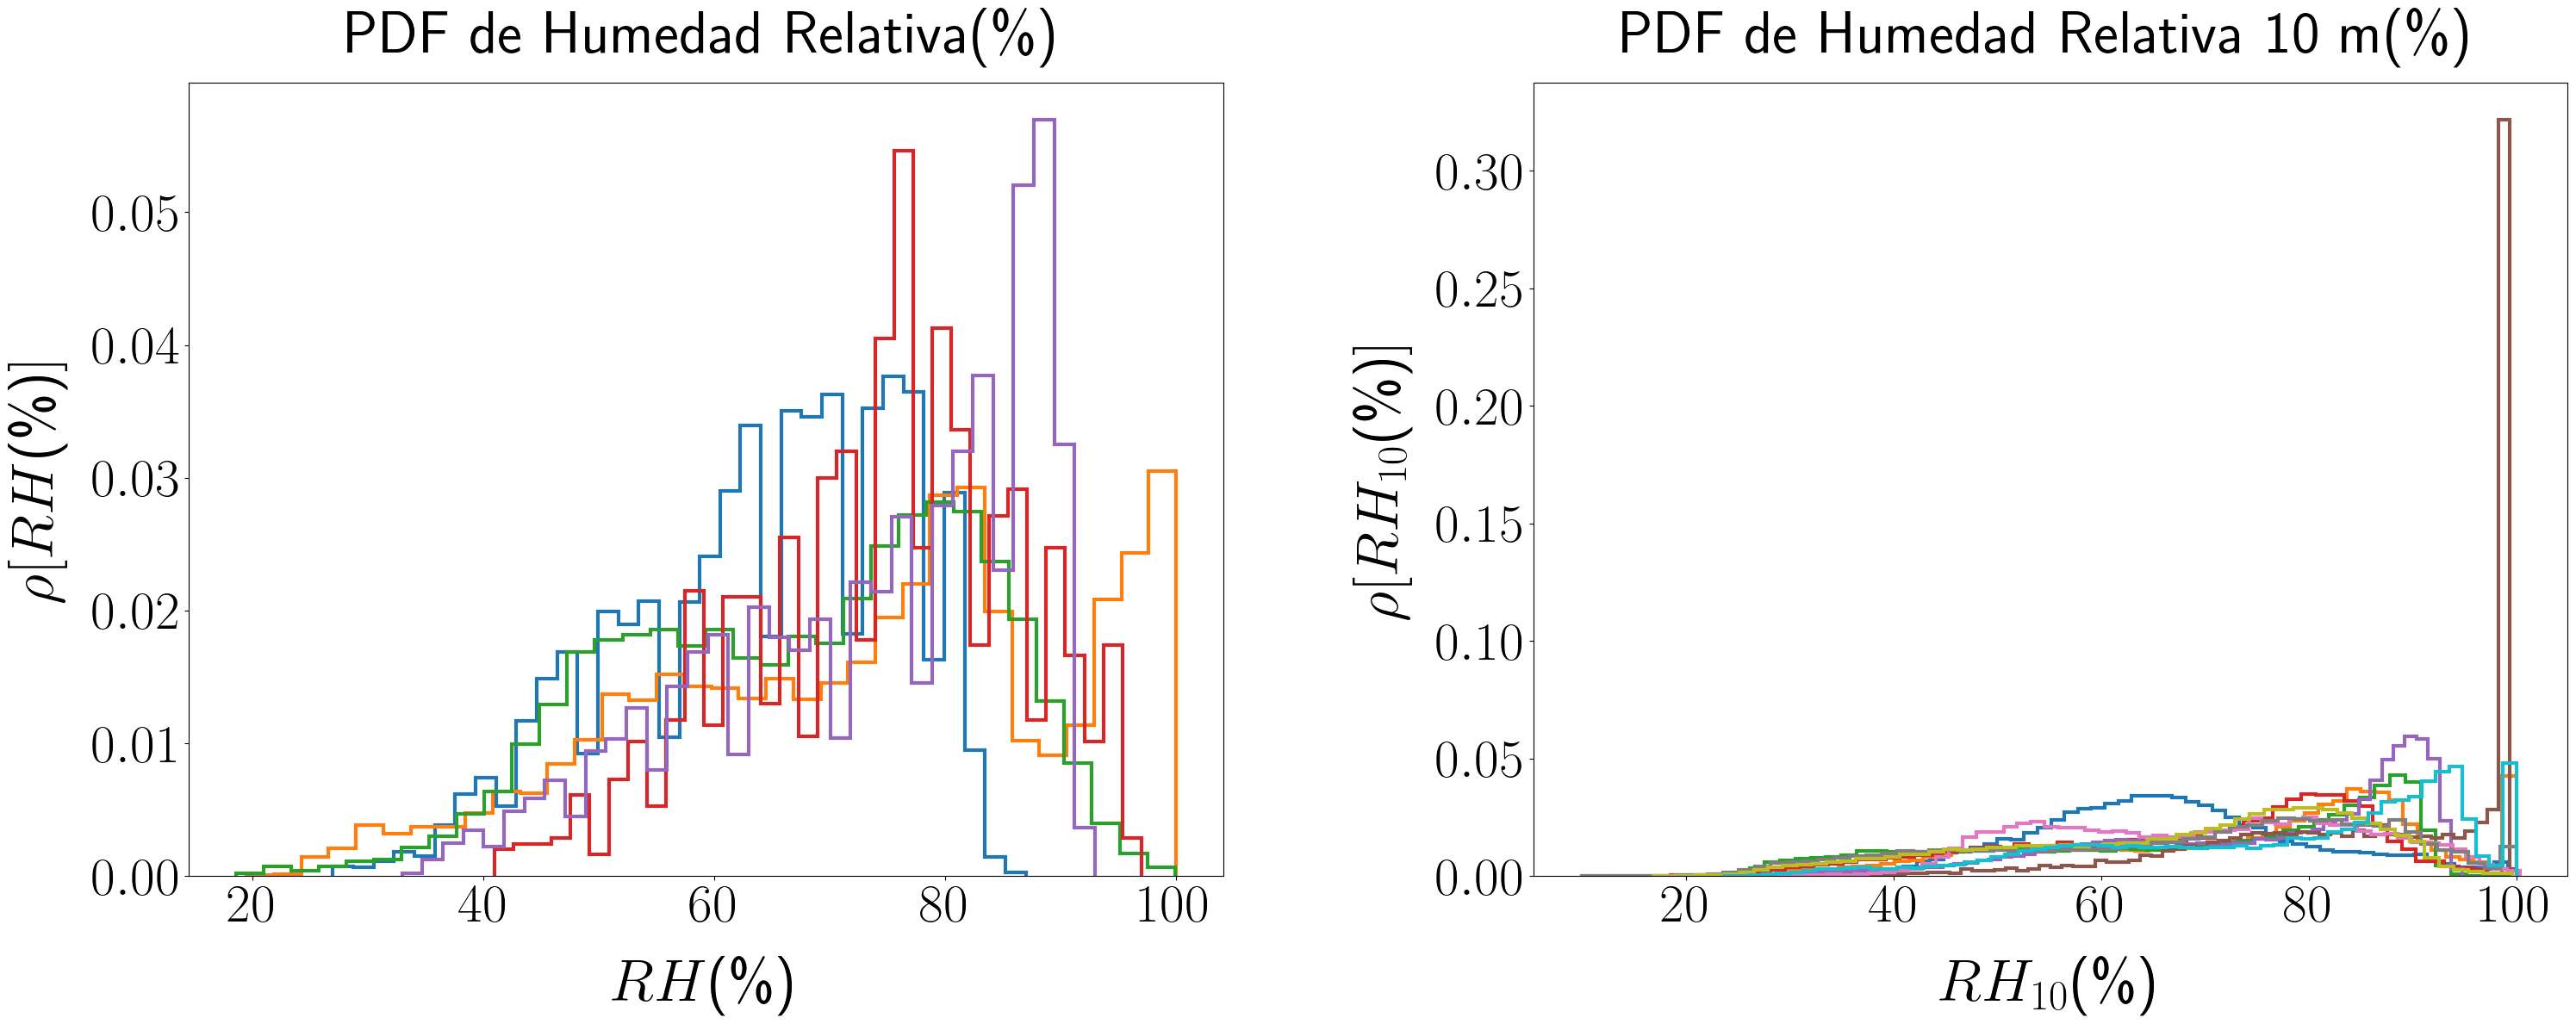 PDF de Humedad Relativa(%)
ρ[RH(%)]
0.05
0.04
0.03
0.02
0.01
0.00
20 40 60 80 100
RH(%)
PDF de Humedad Relativa 10 m(%)
ρ[RH₁₀(%)]
0.30
0.25
0.20
0.15
0.10
0.05
0.00
20 40 60 80 100
RH₁₀(%)